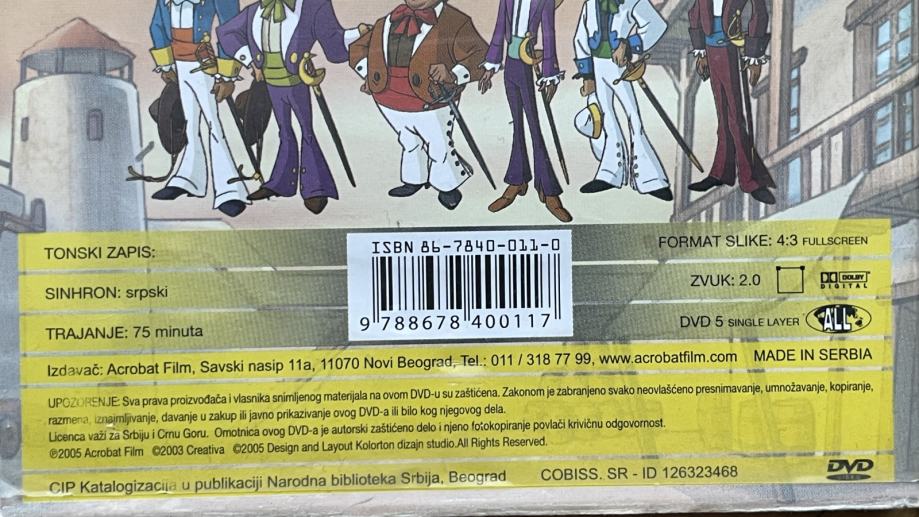 TONSKI ZAPIS:
SINHRON: srpski
TRAJANJE: 75 minuta
ISBN 86-7840-011-0
9 788678 400117
FORMAT SLIKE: 4:3 FULLSCREEN
ZVUK: 2.0 DOLBY DIGITAL
DVD 5 SINGLE LAYER ALL
Izdavač: Acrobat Film, Savski nasip 11a, 11070 Novi Beograd, Tel.: 011 / 318 77 99, www.acrobatfilm.com MADE IN SERBIA
UPOZORENJE: Sva prava proizvođača i vlasnika snimljenog materijala na ovom DVD-u su zaštićena. Zakonom je zabranjeno svako neovlašćeno presnimavanje, umnožavanje, kopiranje,
razmena, iznajmljivanje, davanje u zakup ili javno prikazivanje ovog DVD-a ili bilo kog njegovog dela.
Licenca važi za Srbiju i Crnu Goru. Omotnica ovog DVD-a je autorski zaštićeno delo i njeno fotokopiranje povlači krivičnu odgovornost.
℗2005 Acrobat Film ©2003 Creativa ©2005 Design and Layout Kolorton dizajn studio.All Rights Reserved.
CIP Katalogizacija u publikaciji Narodna biblioteka Srbija, Beograd COBISS. SR - ID 126323468
DVD VIDEO